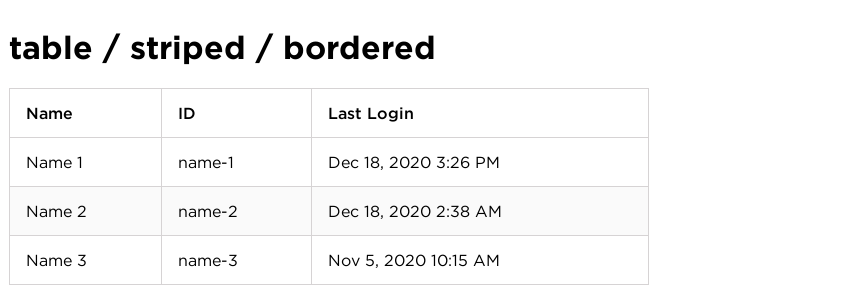 table / striped / bordered
Name ID Last Login
Name 1 name-1 Dec 18, 2020 3:26 PM
Name 2 name-2 Dec 18, 2020 2:38 AM
Name 3 name-3 Nov 5, 2020 10:15 AM